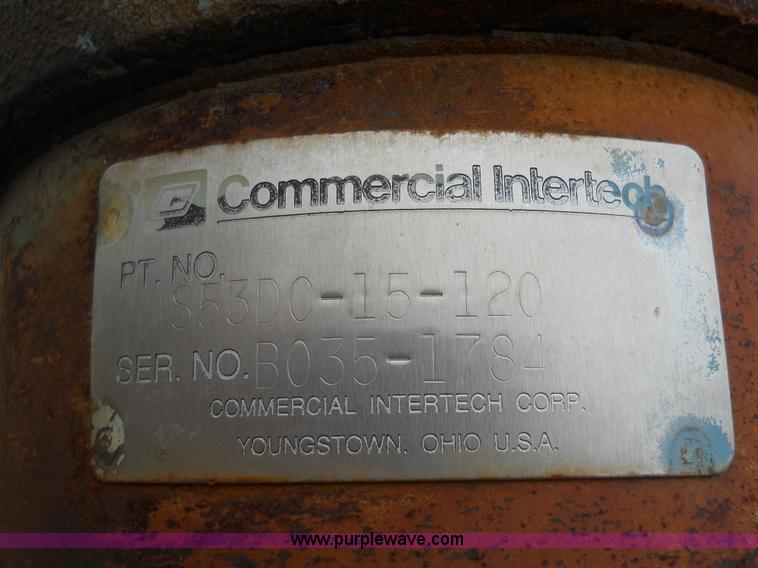 Commercial Intertech
PT. NO.
S53DC-15-120
SER. NO. B035-1784
COMMERCIAL INTERTECH CORP.
YOUNGSTOWN, OHIO U.S.A.
www.purplewave.com